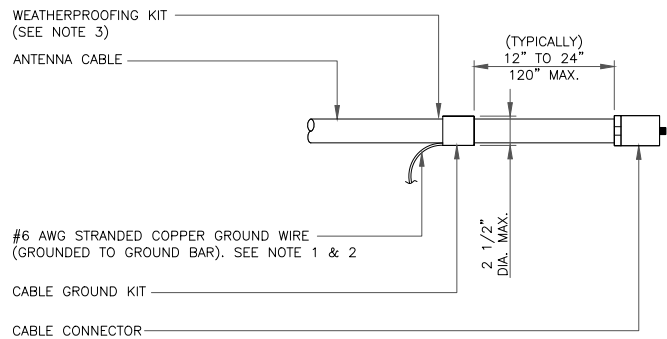 WEATHERPROOFING KIT
(SEE NOTE 3)
ANTENNA CABLE
(TYPICALLY)
12" TO 24"
120" MAX.
#6 AWG STRANDED COPPER GROUND WIRE
(GROUNDED TO GROUND BAR). SEE NOTE 1 & 2
2 1/2"
DIA. MAX.
CABLE GROUND KIT
CABLE CONNECTOR